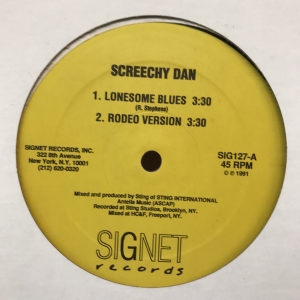 SCREECHY DAN
1. LONESOME BLUES 3:30
(R. Stephens)
2. RODEO VERSION 3:30
SIGNET RECORDS, INC.
322 8th Avenue
New York, N.Y. 10001
(212) 620-0320
SIG127-A
45 RPM
© ℗ 1991
Mixed and produced by Sting of STING INTERNATIONAL
Antella Music (ASCAP)
Recorded at Sting Studios, Brooklyn, NY.
Mixed at HC&F, Freeport, NY.
SIGNET
records